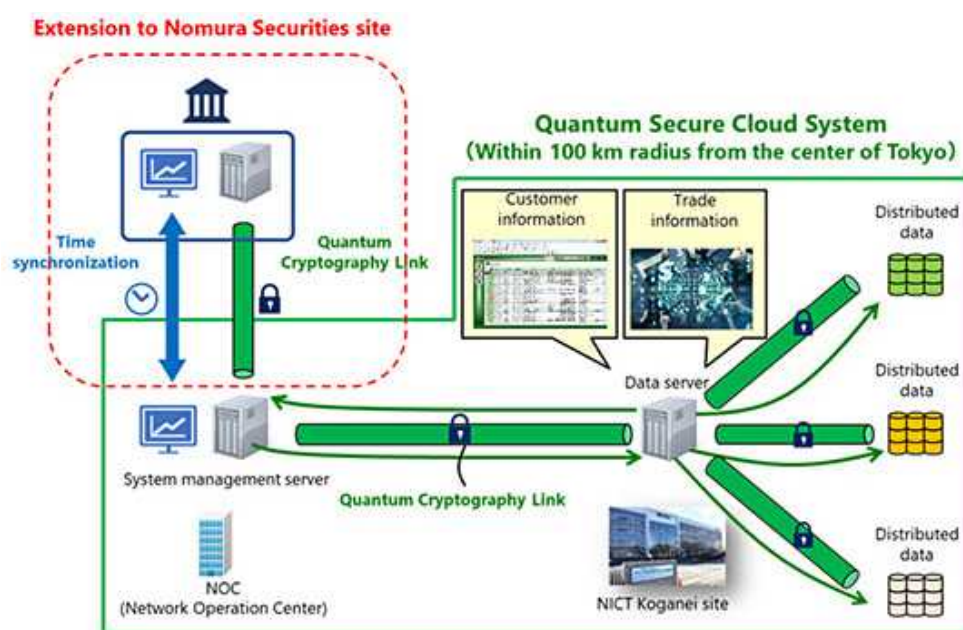 Extension to Nomura Securities site
Quantum Secure Cloud System
(Within 100 km radius from the center of Tokyo)
Customer
information
Trade
information
Distributed
data
Time
synchronization
Quantum
Cryptography Link
Data server
Distributed
data
System management server
Quantum Cryptography Link
Distributed
data
NOC
(Network Operation Center)
NICT Koganei site